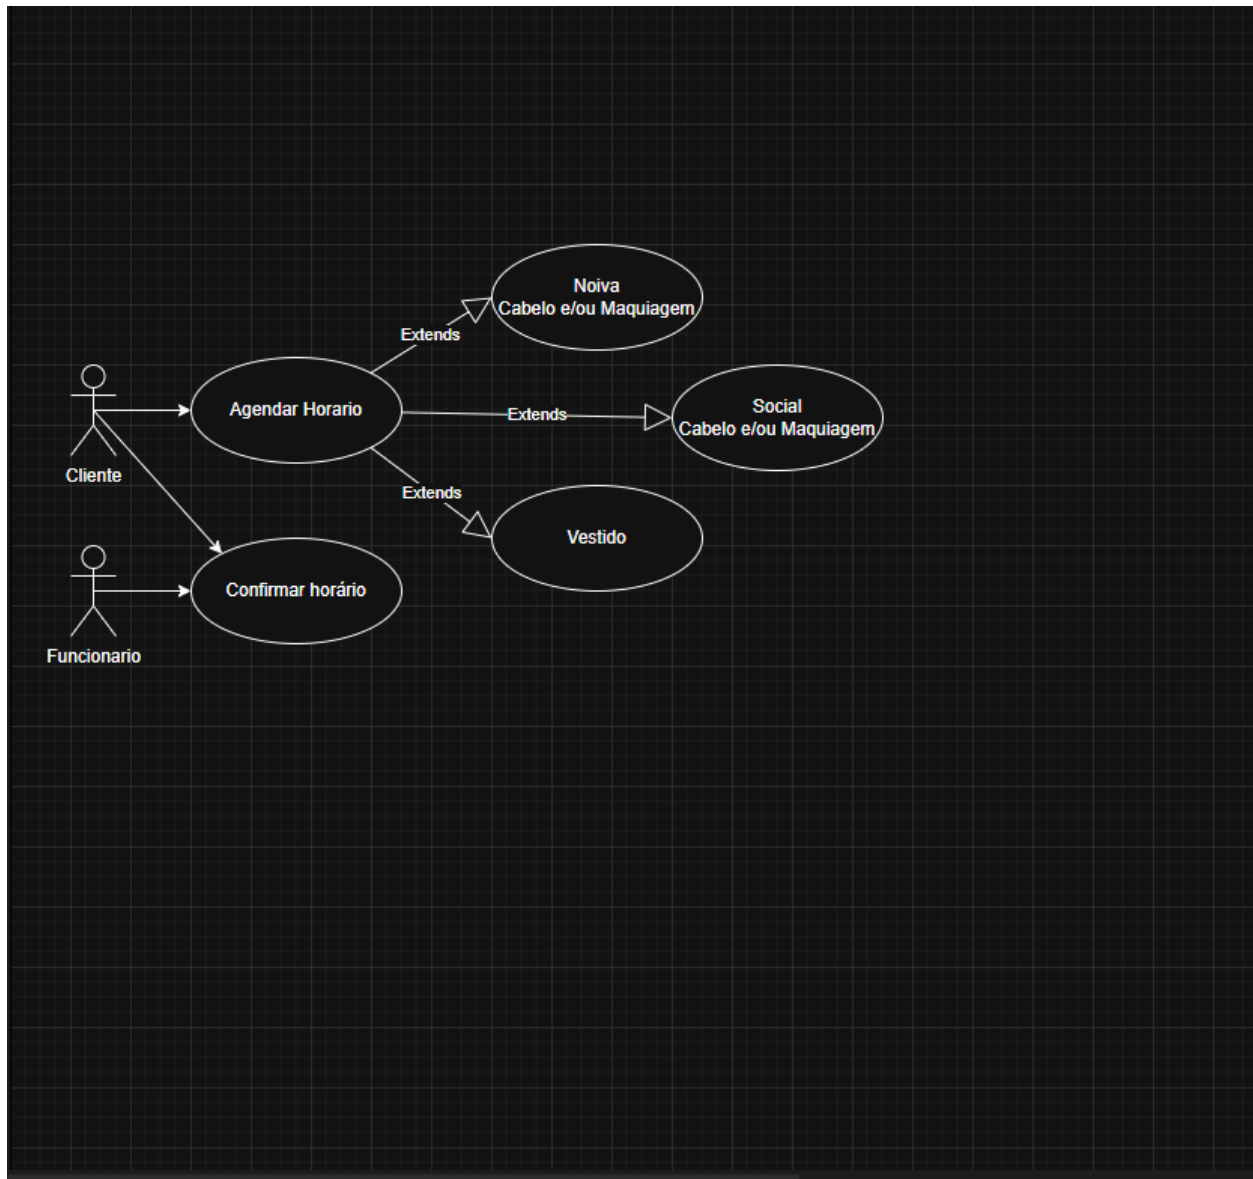 Noiva
Cabelo e/ou Maquiagem
Extends
Agendar Horario
Extends
Social
Cabelo e/ou Maquiagem
Cliente
Extends
Vestido
Confirmar horário
Funcionario